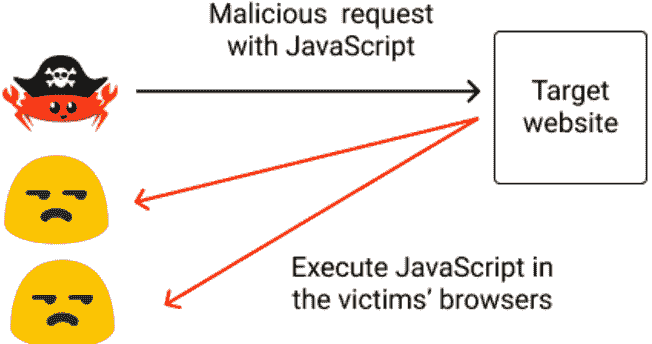 Malicious request
with JavaScript
Target
website
Execute JavaScript in
the victims’ browsers